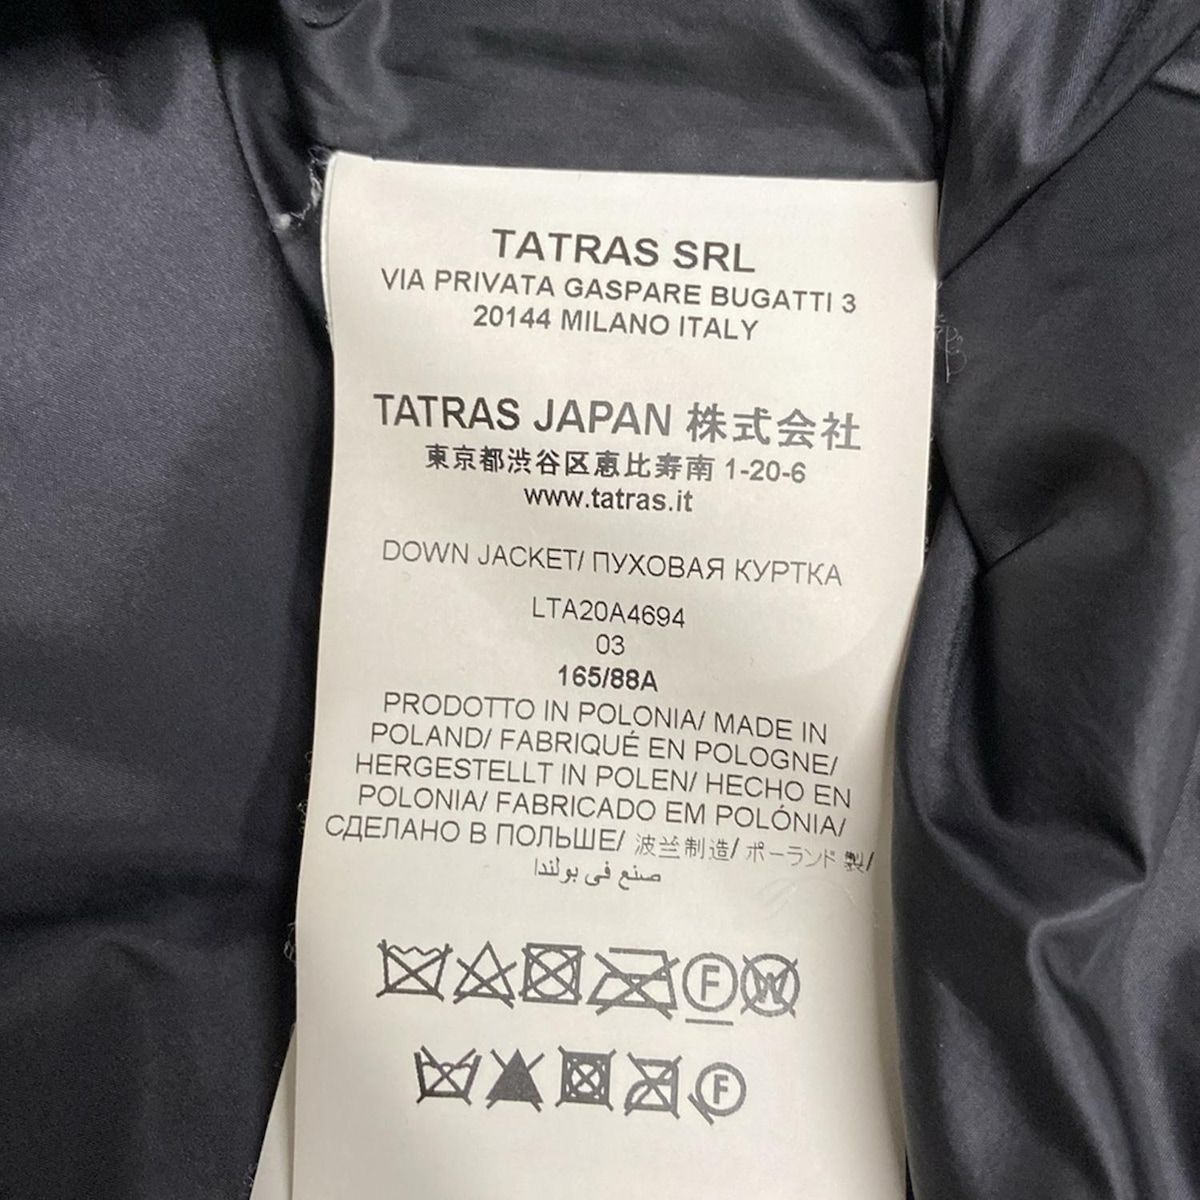 TATRAS SRL
VIA PRIVATA GASPARE BUGATTI 3
20144 MILANO ITALY
TATRAS JAPAN 株式会社
東京都渋谷区恵比寿南 1-20-6
www.tatras.it
DOWN JACKET/ ПУХОВАЯ КУРТКА
LTA20A4694
03
165/88A
PRODOTTO IN POLONIA/ MADE IN
POLAND/ FABRIQUÉ EN POLOGNE/
HERGESTELLT IN POLEN/ HECHO EN
POLONIA/ FABRICADO EM POLÓNIA/
СДЕЛАНО В ПОЛЬШЕ/ 波兰制造/ ポーランド製/
صنع في بولندا
F W
F